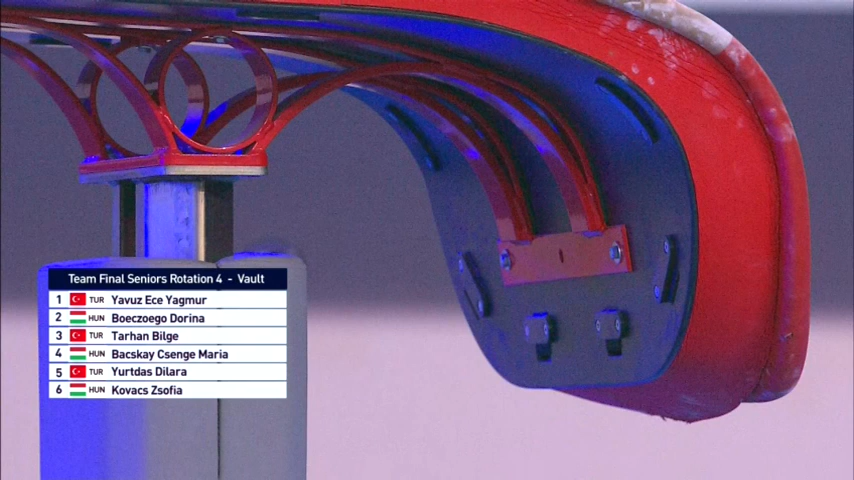 Team Final Seniors Rotation 4 - Vault
1 TUR Yavuz Ece Yagmur
2 HUN Boeczoego Dorina
3 TUR Tarhan Bilge
4 HUN Bacskay Csenge Maria
5 TUR Yurtdas Dilara
6 HUN Kovacs Zsofia